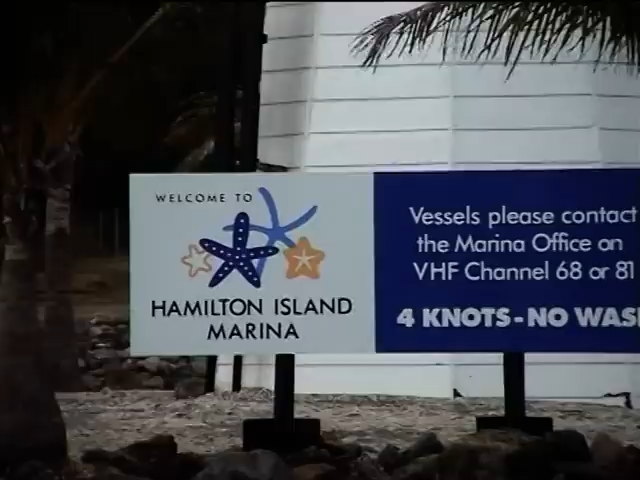 WELCOME TO
HAMILTON ISLAND
MARINA
Vessels please contact
the Marina Office on
VHF Channel 68 or 81
4 KNOTS-NO WAS